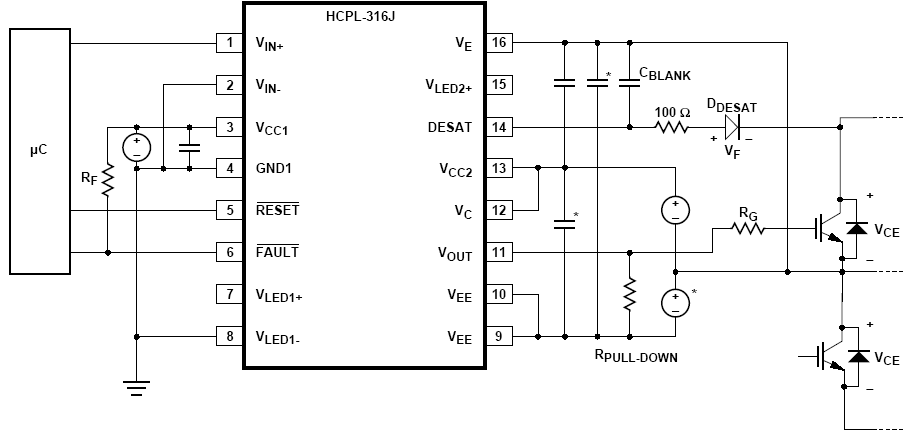 HCPL-316J
µC
1 VIN+
2 VIN-
3 VCC1
4 GND1
5 RESET
6 FAULT
7 VLED1+
8 VLED1-
RF
+
–
VE 16
VLED2+ 15
DESAT 14
VCC2 13
VC 12
VOUT 11
VEE 10
VEE 9
*
CBLANK
100 Ω
DDESAT
+ –
VF
*
+
–
+
–
*
RPULL-DOWN
RG
+
VCE
–
+
VCE
–